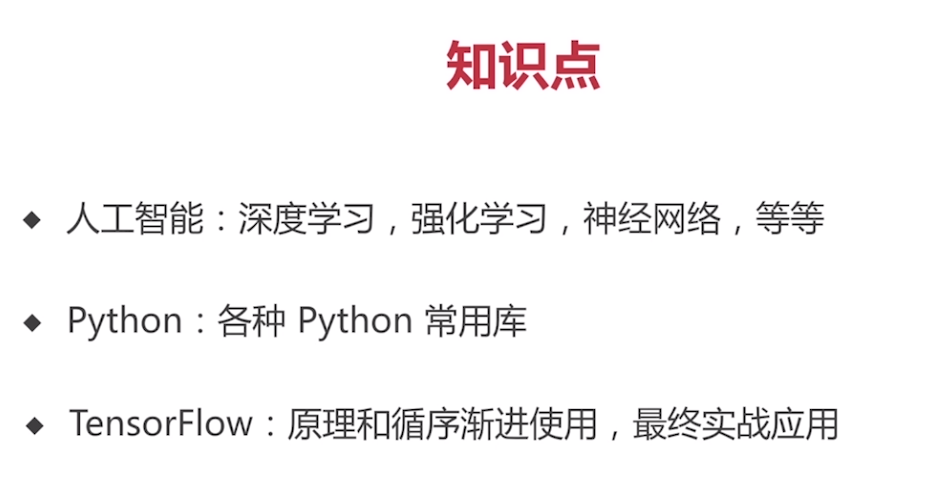 知识点
◆ 人工智能：深度学习，强化学习，神经网络，等等
◆ Python：各种 Python 常用库
◆ TensorFlow：原理和循序渐进使用，最终实战应用